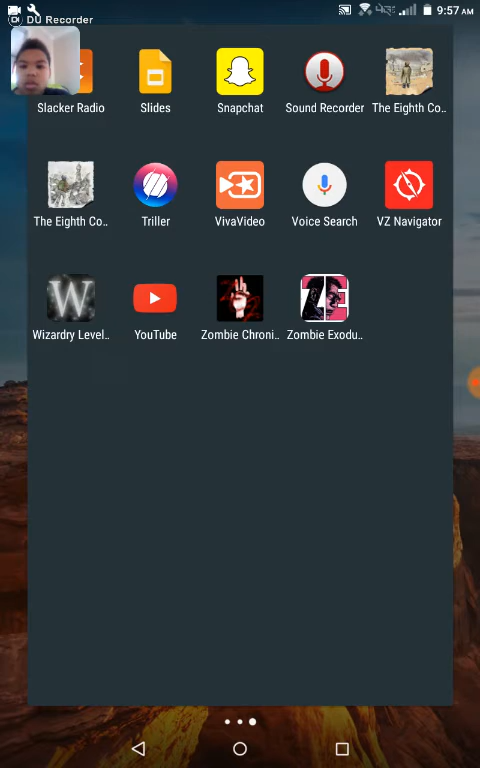 DU Recorder
9:57 AM
Slacker Radio Slides Snapchat Sound Recorder The Eighth Co..
The Eighth Co.. Triller VivaVideo Voice Search VZ Navigator
W
Wizardry Level.. YouTube Zombie Chroni.. Zombie Exodu..